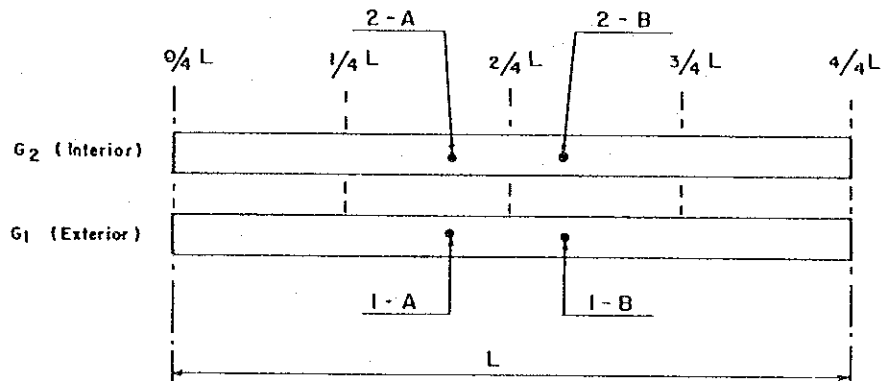 2-A 2-B
0/4 L 1/4 L 2/4 L 3/4 L 4/4 L
G2 (Interior)
G1 (Exterior)
1-A 1-B
L